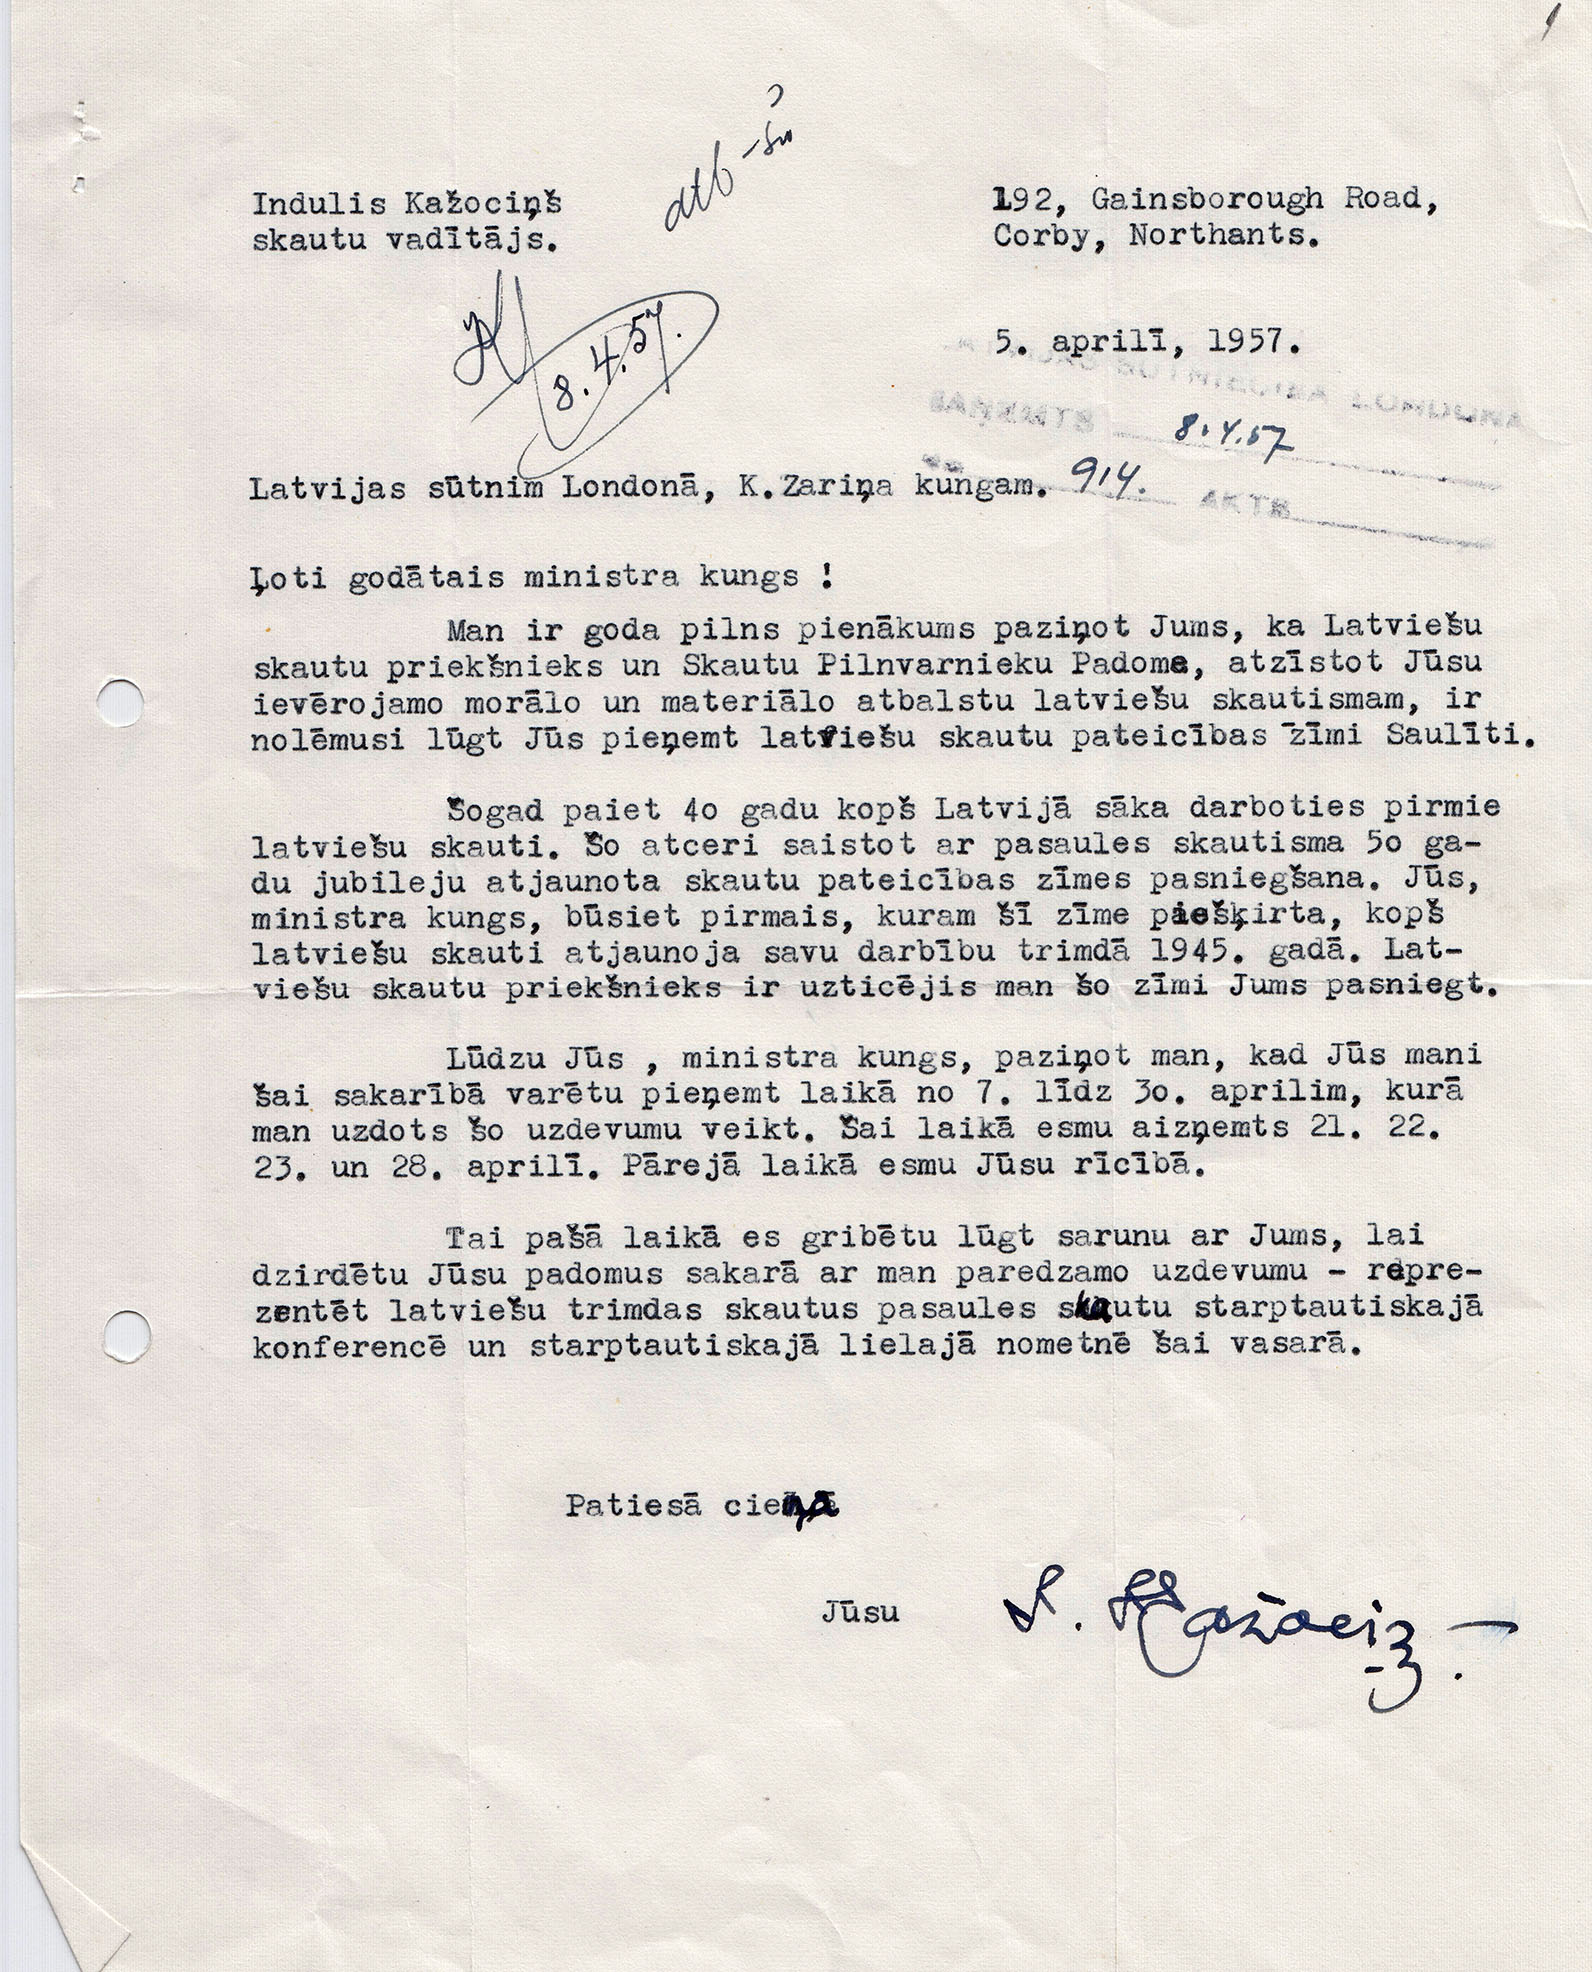 Indulis Kažociņš
skautu vadītājs.
192, Gainsborough Road,
Corby, Northants.
8.4.57.
5. aprilī, 1957.
SŪTNIECĪBA LONDONĀ
SAŅEMTS 8.4.57
914. AKTS
Latvijas sūtnim Londonā, K.Zariņa kungam.
Ļoti godātais ministra kungs !
Man ir goda pilns pienākums paziņot Jums, ka Latviešu
skautu priekšnieks un Skautu Pilnvarnieku Padome, atzīstot Jūsu
ievērojamo morālo un materiālo atbalstu latviešu skautismam, ir
nolēmusi lūgt Jūs pieņemt latviešu skautu pateicības zīmi Saulīti.
Šogad paiet 4o gadu kopš Latvijā sāka darboties pirmie
latviešu skauti. Šo atceri saistot ar pasaules skautisma 5o ga-
du jubileju atjaunota skautu pateicības zīmes pasniegšana. Jūs,
ministra kungs, būsiet pirmais, kuram šī zīme piešķirta, kopš
latviešu skauti atjaunoja savu darbību trimdā 1945. gadā. Lat-
viešu skautu priekšnieks ir uzticējis man šo zīmi Jums pasniegt.
Lūdzu Jūs , ministra kungs, paziņot man, kad Jūs mani
šai sakarībā varētu pieņemt laikā no 7. līdz 3o. aprilim, kurā
man uzdots šo uzdevumu veikt. Šai laikā esmu aizņemts 21. 22.
23. un 28. aprilī. Pārejā laikā esmu Jūsu rīcībā.
Tai pašā laikā es gribētu lūgt sarunu ar Jums, lai
dzirdētu Jūsu padomus sakarā ar man paredzamo uzdevumu - repre-
zentēt latviešu trimdas skautus pasaules skautu starptautiskajā
konferencē un starptautiskajā lielajā nometnē šai vasarā.
Patiesā cieņā
Jūsu